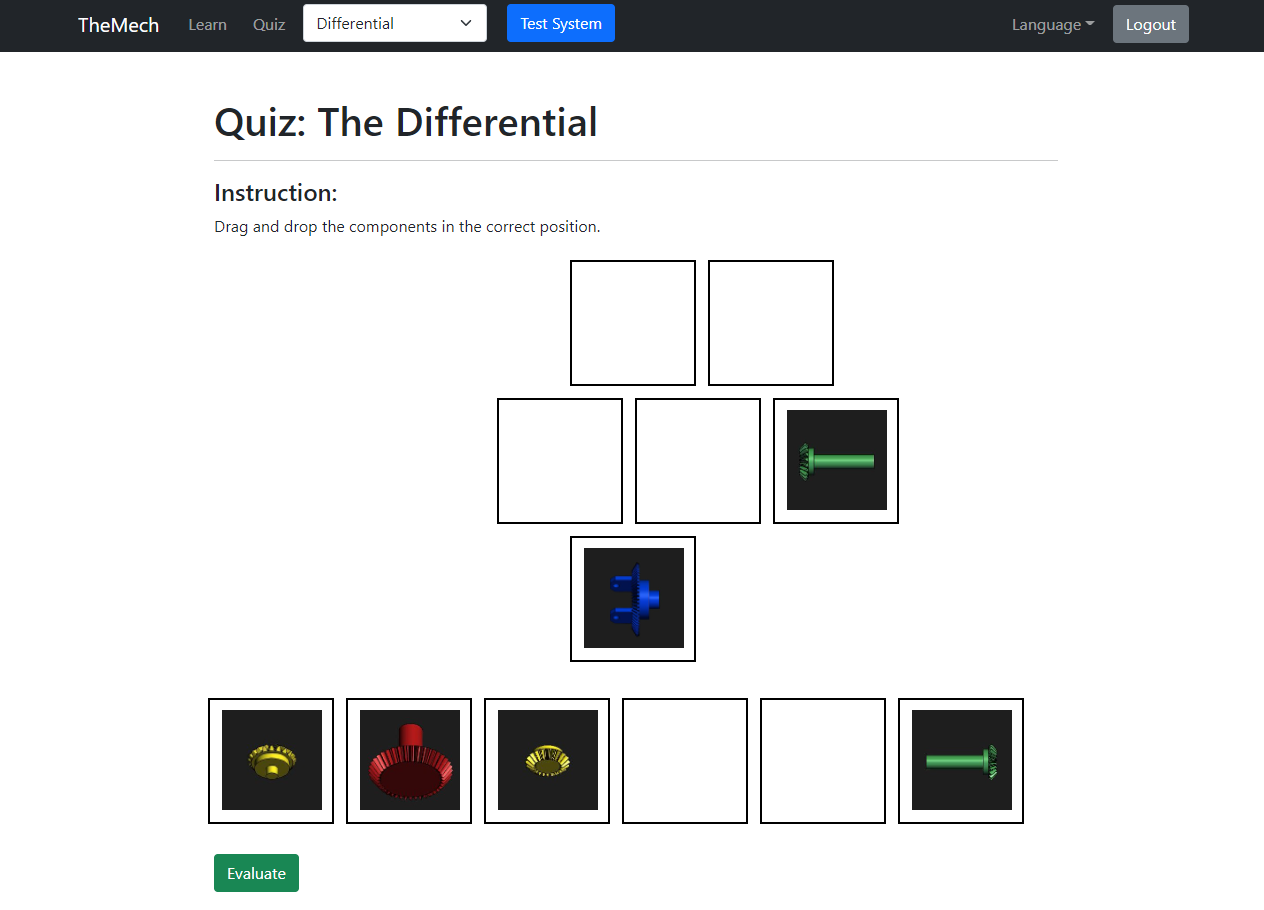 TheMech Learn Quiz Differential Test System Language Logout
Quiz: The Differential
Instruction:
Drag and drop the components in the correct position.
Evaluate